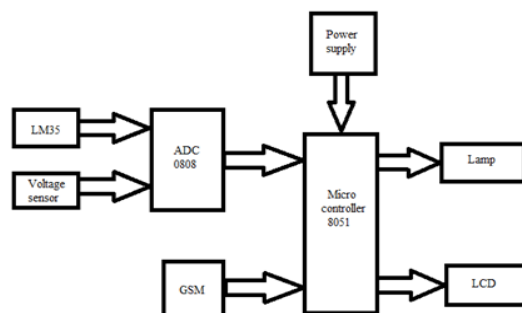 Power
supply
LM35
ADC
0808
Voltage
sensor
Micro
controller
8051
Lamp
GSM
LCD